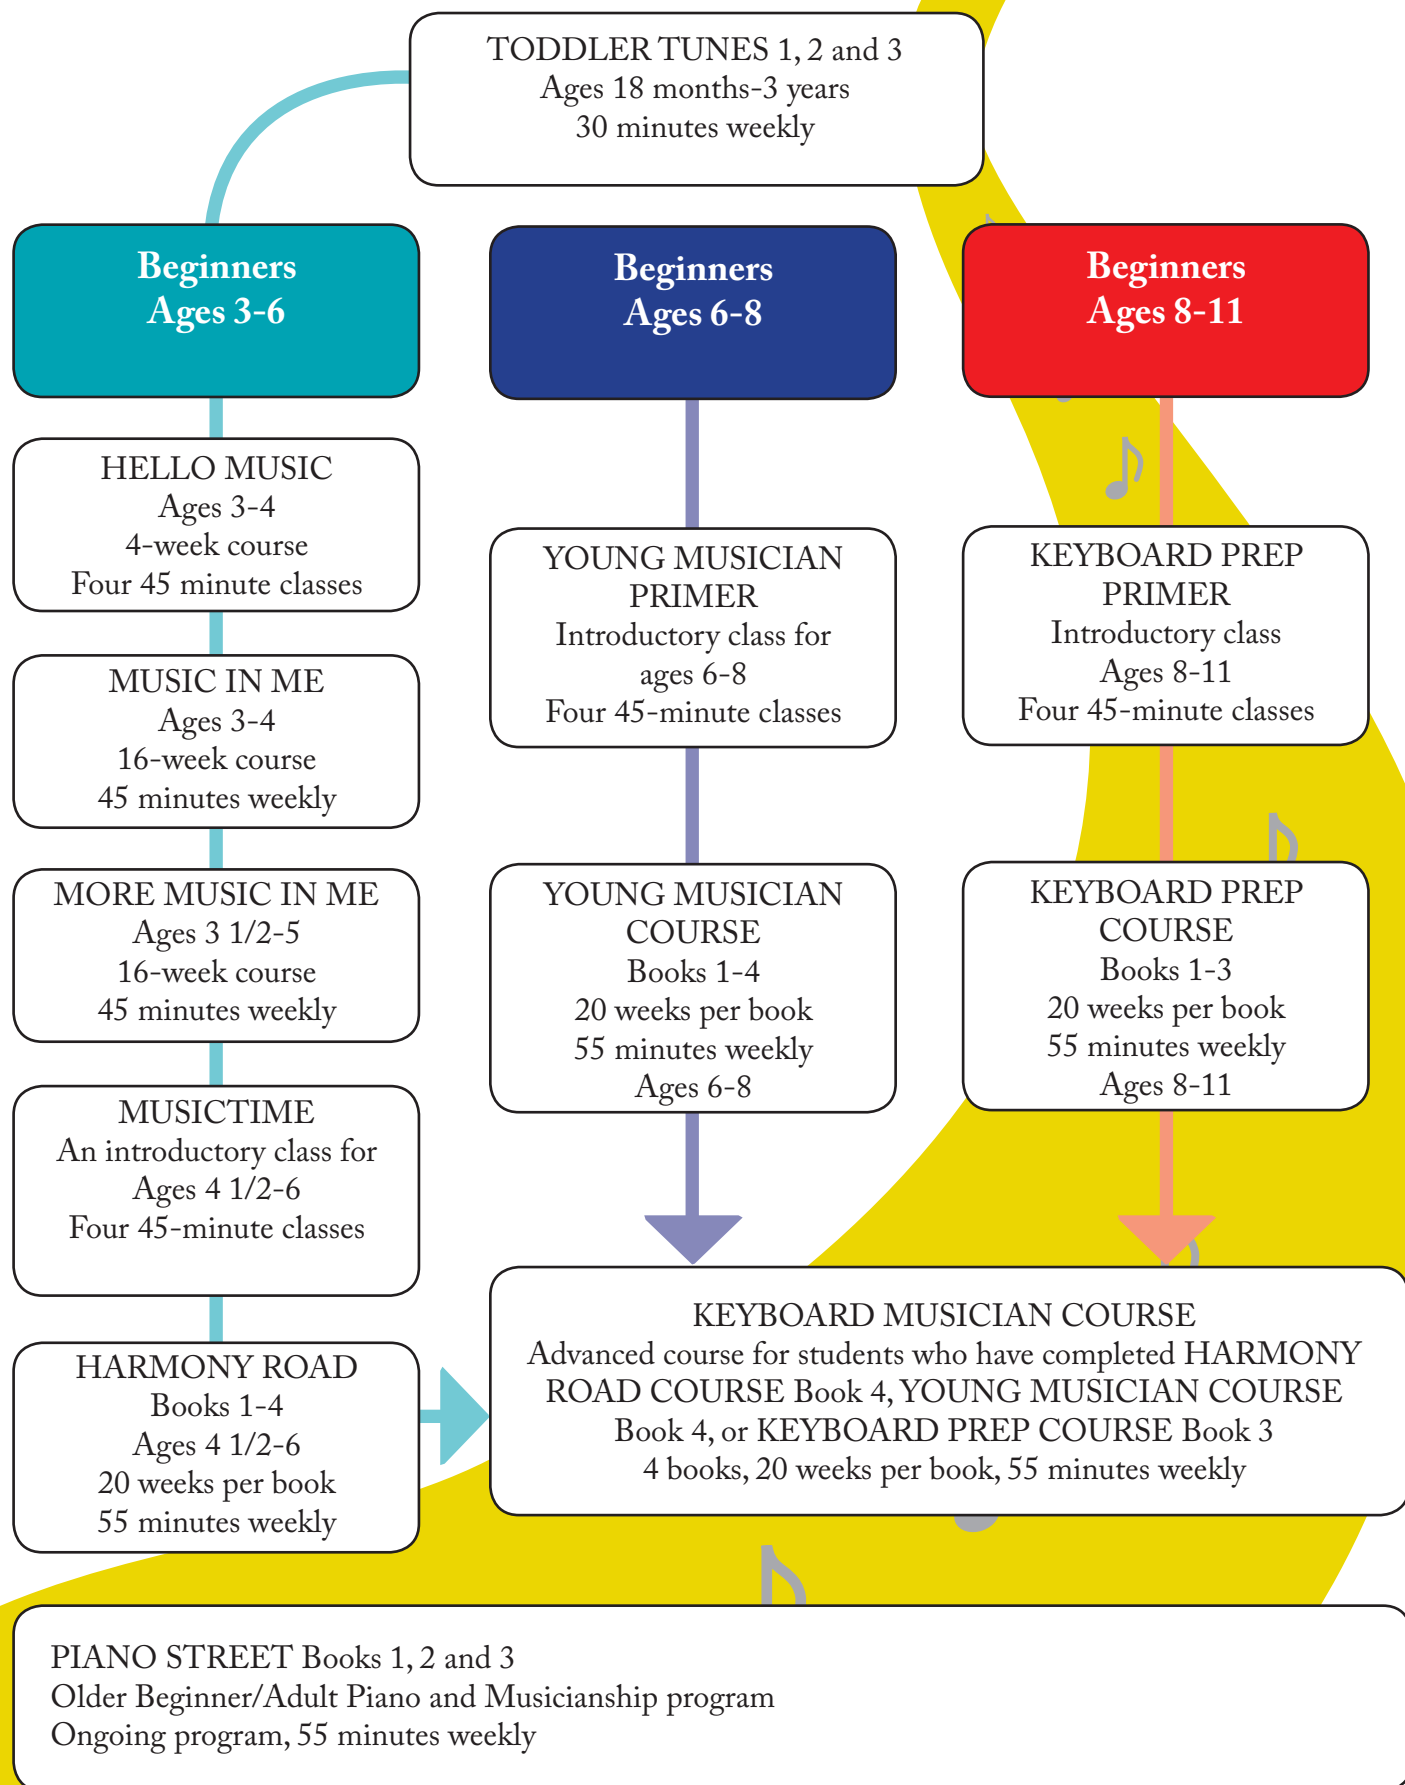 TODDLER TUNES 1, 2 and 3
Ages 18 months-3 years
30 minutes weekly
Beginners
Ages 3-6
HELLO MUSIC
Ages 3-4
4-week course
Four 45 minute classes
MUSIC IN ME
Ages 3-4
16-week course
45 minutes weekly
MORE MUSIC IN ME
Ages 3 1/2-5
16-week course
45 minutes weekly
MUSICTIME
An introductory class for
Ages 4 1/2-6
Four 45-minute classes
HARMONY ROAD
Books 1-4
Ages 4 1/2-6
20 weeks per book
55 minutes weekly
Beginners
Ages 6-8
YOUNG MUSICIAN
PRIMER
Introductory class for
ages 6-8
Four 45-minute classes
YOUNG MUSICIAN
COURSE
Books 1-4
20 weeks per book
55 minutes weekly
Ages 6-8
Beginners
Ages 8-11
KEYBOARD PREP
PRIMER
Introductory class
Ages 8-11
Four 45-minute classes
KEYBOARD PREP
COURSE
Books 1-3
20 weeks per book
55 minutes weekly
Ages 8-11
KEYBOARD MUSICIAN COURSE
Advanced course for students who have completed HARMONY
ROAD COURSE Book 4, YOUNG MUSICIAN COURSE
Book 4, or KEYBOARD PREP COURSE Book 3
4 books, 20 weeks per book, 55 minutes weekly
PIANO STREET Books 1, 2 and 3
Older Beginner/Adult Piano and Musicianship program
Ongoing program, 55 minutes weekly